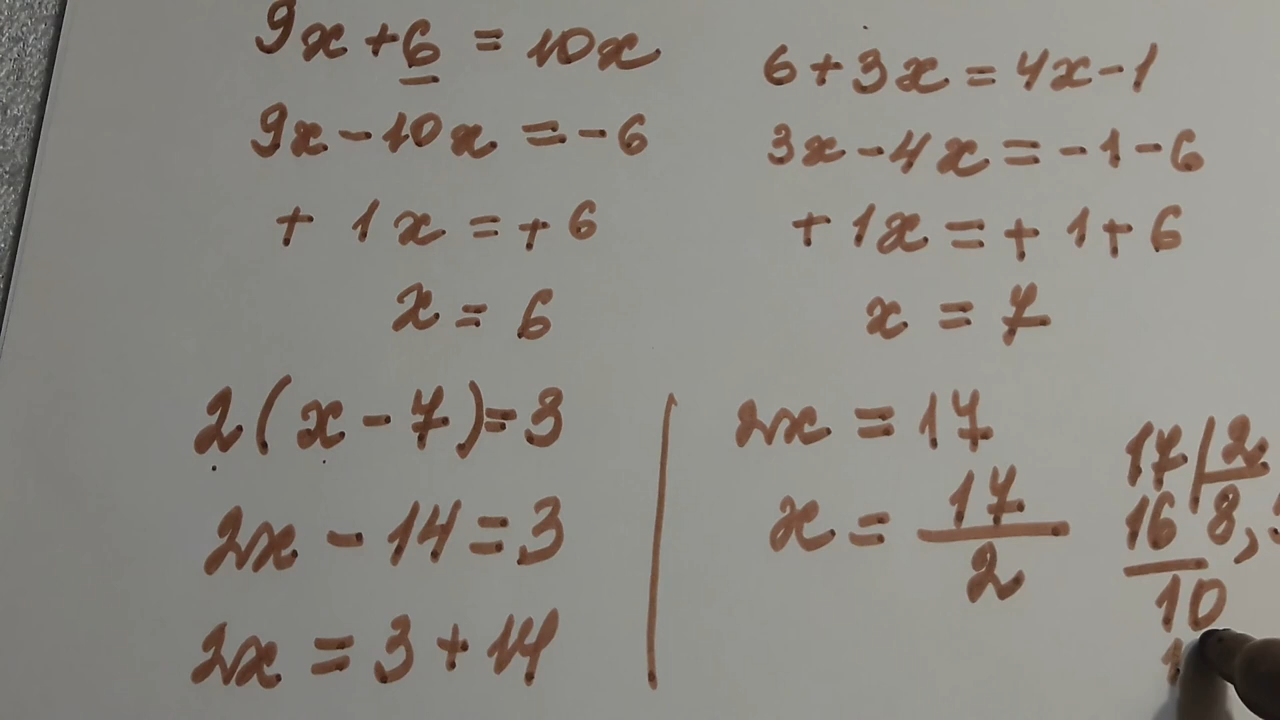 9x + 6 = 10x
9x - 10x = - 6
+ 1x = + 6
x = 6
6 + 3x = 4x - 1
3x - 4x = - 1 - 6
+ 1x = + 1 + 6
x = 7
2(x - 7) = 3
2x - 14 = 3
2x = 3 + 14
2x = 17
x = 17/2
17 | 2
16 8,
10